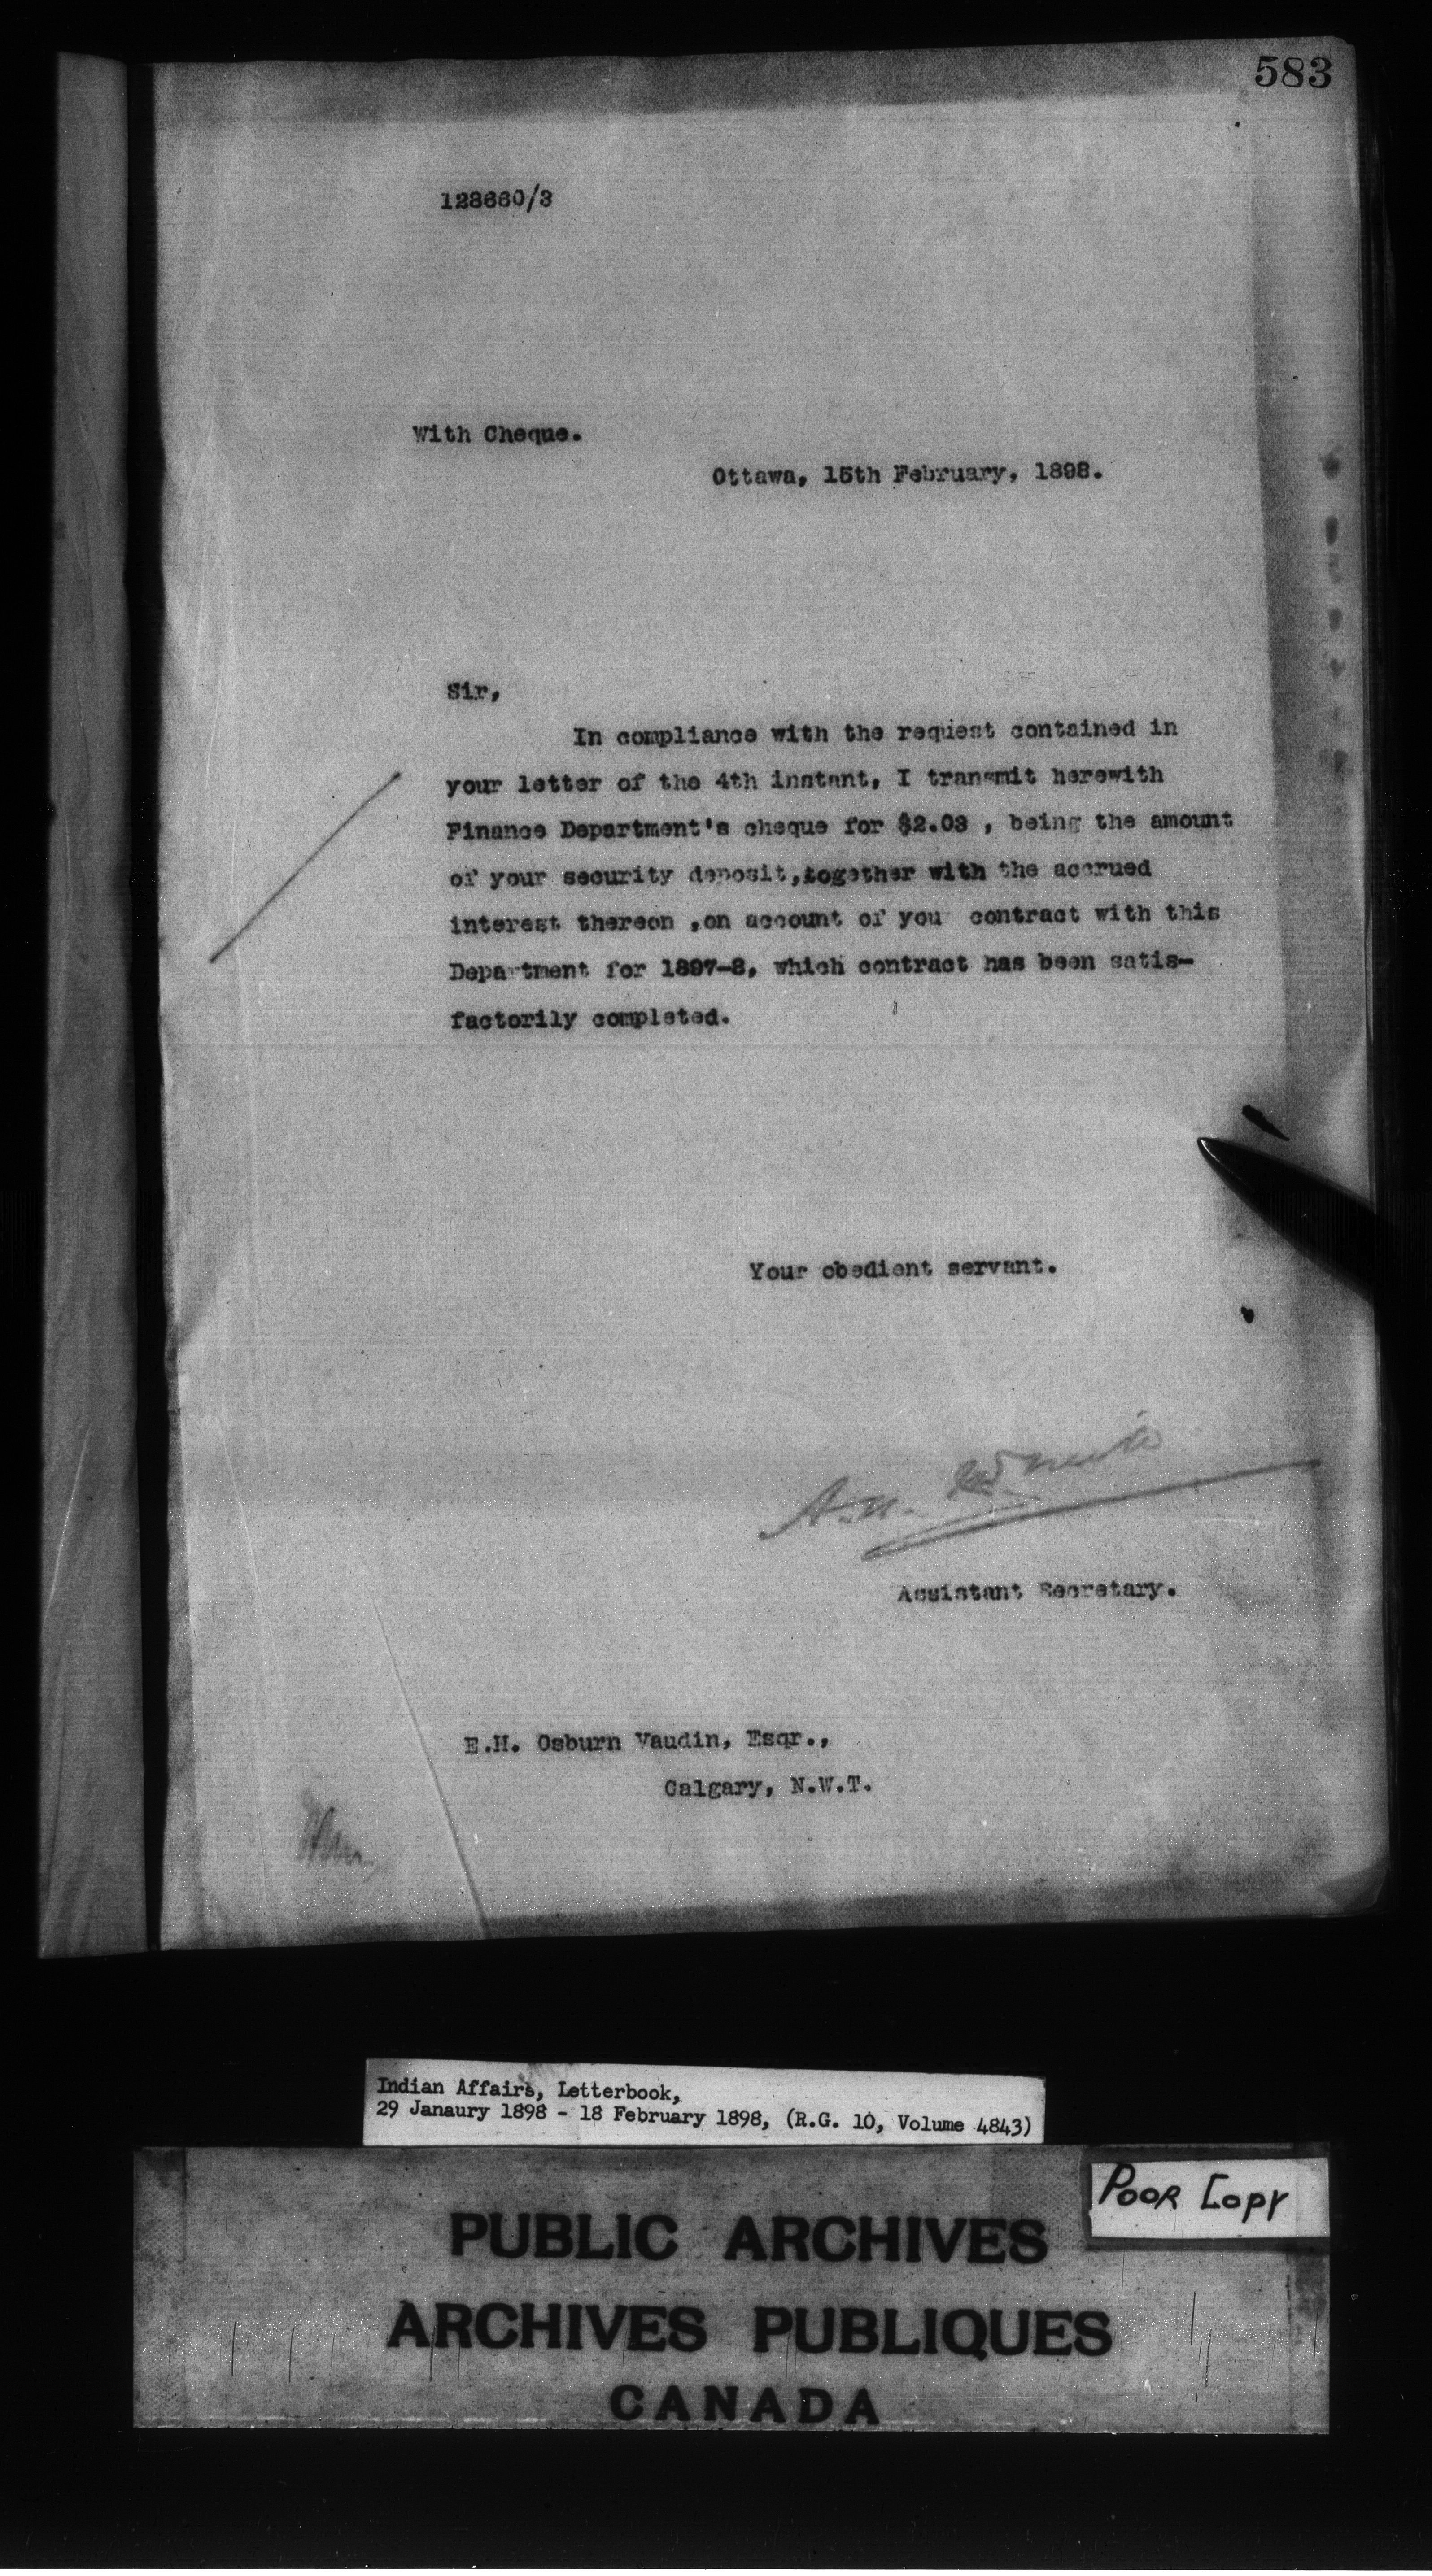 583
128660/3
With Cheque.
Ottawa, 15th February, 1898.
Sir,
In compliance with the request contained in
your letter of the 4th instant, I transmit herewith
Finance Department's cheque for $2.03 , being the amount
of your security deposit,together with the accrued
interest thereon ,on account of you contract with this
Department for 1897-8, which contract has been satis-
factorily completed.
Your obedient servant.
Assistant Secretary.
E.H. Osburn Vaudin, Esqr.,
Calgary, N.W.T.
Indian Affairs, Letterbook,
29 Janaury 1898 - 18 February 1898, (R.G. 10, Volume 4843)
POOR COPY
PUBLIC ARCHIVES
ARCHIVES PUBLIQUES
CANADA